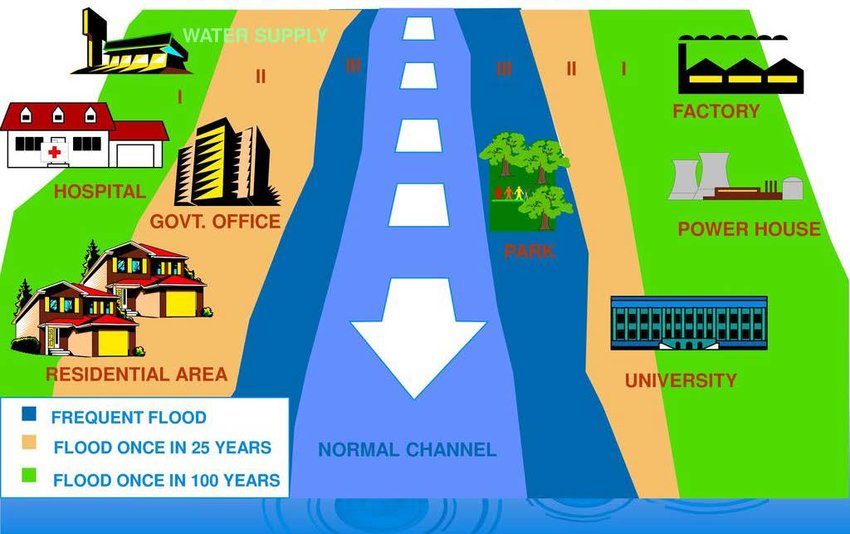 WATER SUPPLY
I
II
III
III
II
I
FACTORY
HOSPITAL
GOVT. OFFICE
POWER HOUSE
PARK
RESIDENTIAL AREA
UNIVERSITY
FREQUENT FLOOD
FLOOD ONCE IN 25 YEARS
FLOOD ONCE IN 100 YEARS
NORMAL CHANNEL